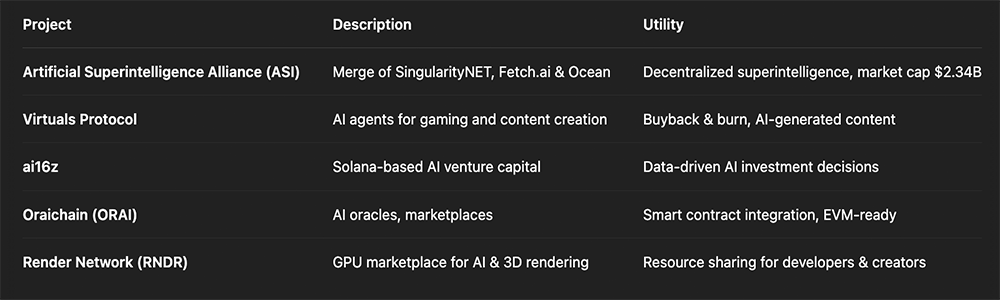 Project Description Utility
Artificial Superintelligence Alliance (ASI) Merge of SingularityNET, Fetch.ai & Ocean Decentralized superintelligence, market cap $2.34B
Virtuals Protocol AI agents for gaming and content creation Buyback & burn, AI-generated content
ai16z Solana-based AI venture capital Data-driven AI investment decisions
Oraichain (ORAI) AI oracles, marketplaces Smart contract integration, EVM-ready
Render Network (RNDR) GPU marketplace for AI & 3D rendering Resource sharing for developers & creators